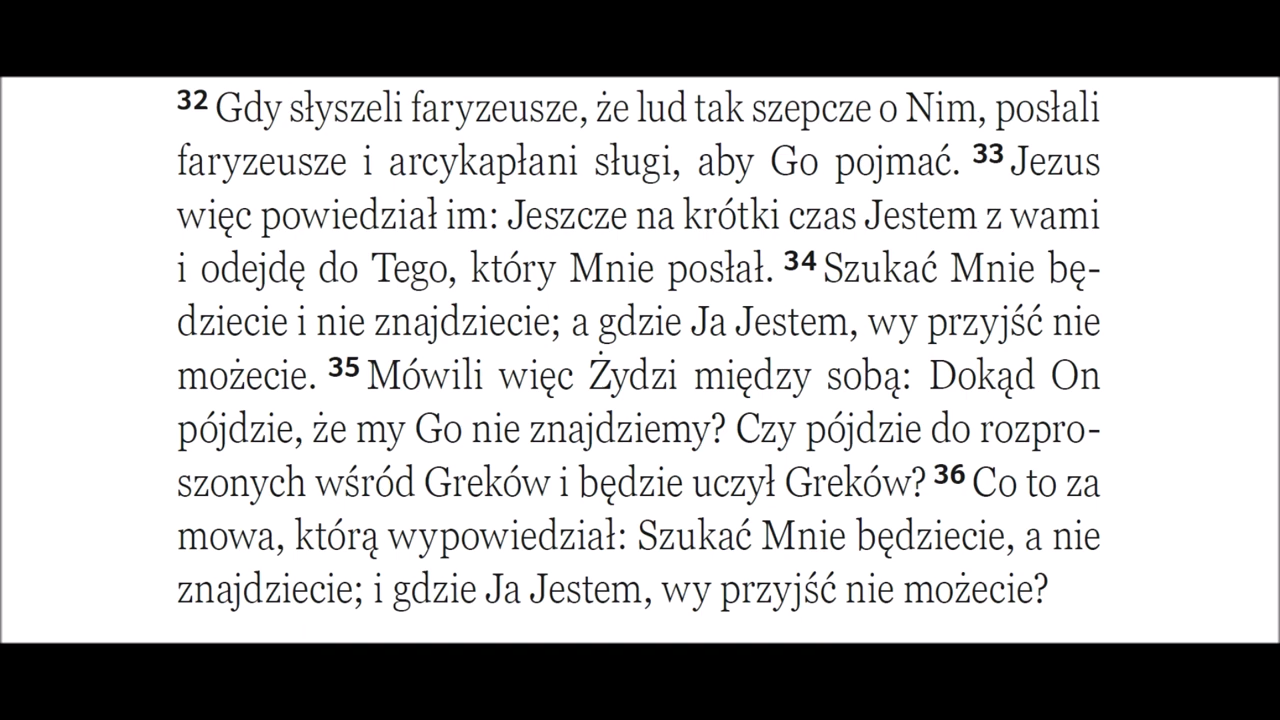 32 Gdy słyszeli faryzeusze, że lud tak szepcze o Nim, posłali
faryzeusze i arcykapłani sługi, aby Go pojmać. 33 Jezus
więc powiedział im: Jeszcze na krótki czas Jestem z wami
i odejdę do Tego, który Mnie posłał. 34 Szukać Mnie bę-
dziecie i nie znajdziecie; a gdzie Ja Jestem, wy przyjść nie
możecie. 35 Mówili więc Żydzi między sobą: Dokąd On
pójdzie, że my Go nie znajdziemy? Czy pójdzie do rozpro-
szonych wśród Greków i będzie uczył Greków? 36 Co to za
mowa, którą wypowiedział: Szukać Mnie będziecie, a nie
znajdziecie; i gdzie Ja Jestem, wy przyjść nie możecie?